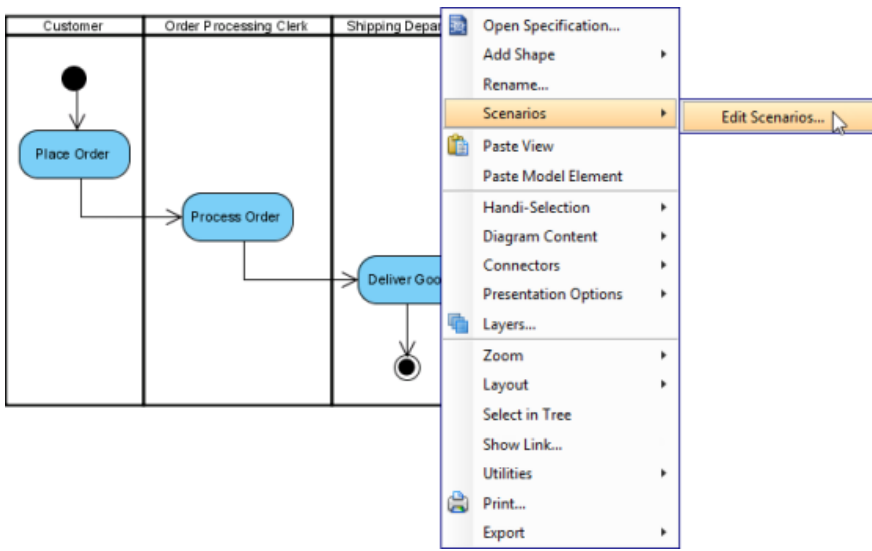 Customer
Order Processing Clerk
Shipping Depar
Place Order
Process Order
Deliver Goo
Open Specification...
Add Shape
Rename...
Scenarios
Edit Scenarios...
Paste View
Paste Model Element
Handi-Selection
Diagram Content
Connectors
Presentation Options
Layers...
Zoom
Layout
Select in Tree
Show Link...
Utilities
Print...
Export